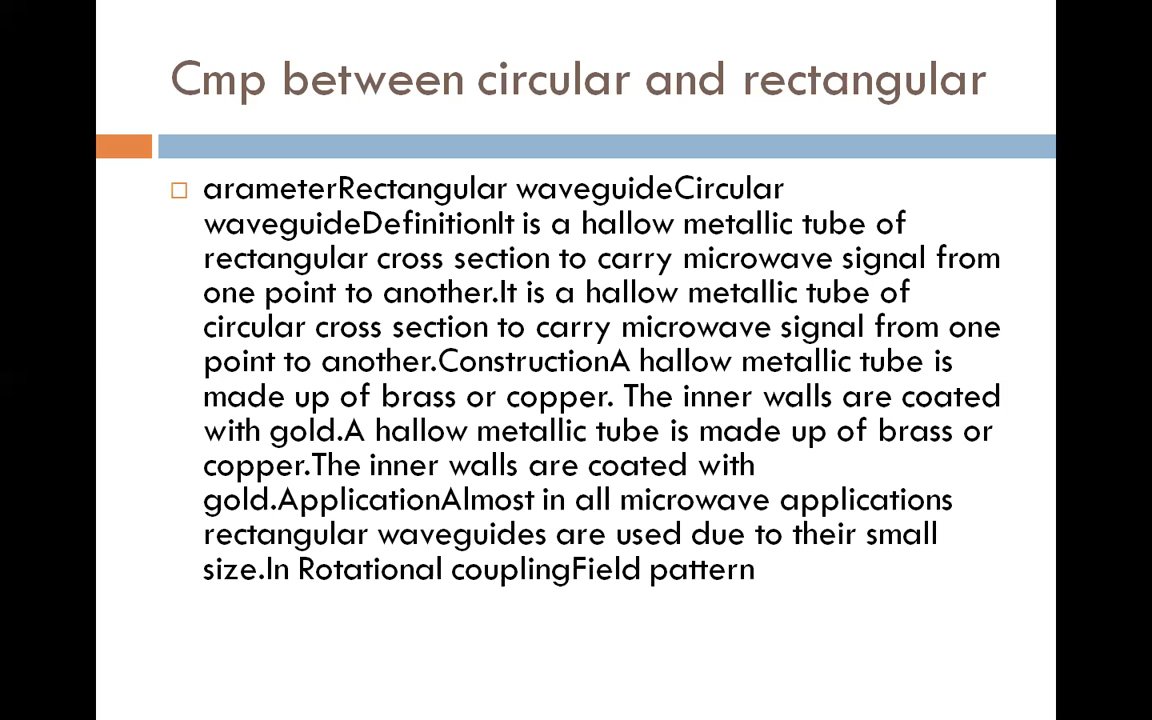 Cmp between circular and rectangular
arameterRectangular waveguideCircular
waveguideDefinitionIt is a hallow metallic tube of
rectangular cross section to carry microwave signal from
one point to another.It is a hallow metallic tube of
circular cross section to carry microwave signal from one
point to another.ConstructionA hallow metallic tube is
made up of brass or copper. The inner walls are coated
with gold.A hallow metallic tube is made up of brass or
copper.The inner walls are coated with
gold.ApplicationAlmost in all microwave applications
rectangular waveguides are used due to their small
size.In Rotational couplingField pattern